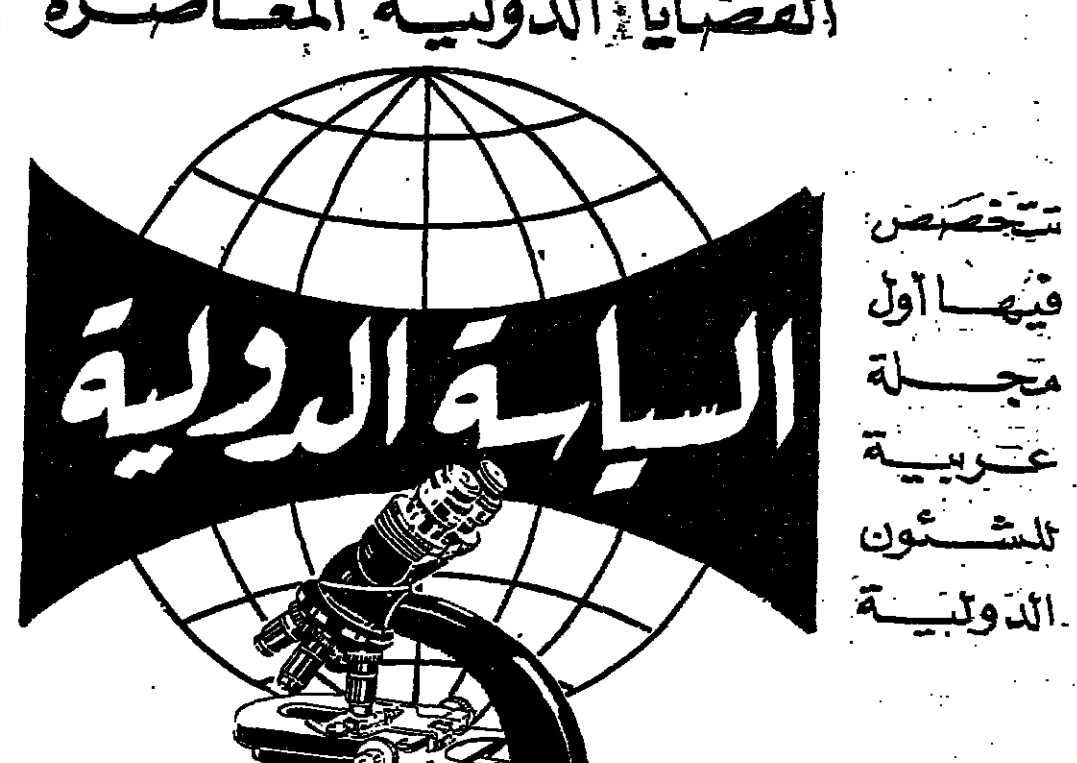 القضايا الدولية المعاصرة
السياسة الدولية
تتخصص
فيها أول
مجلة
عربية
للشئون
الدولية